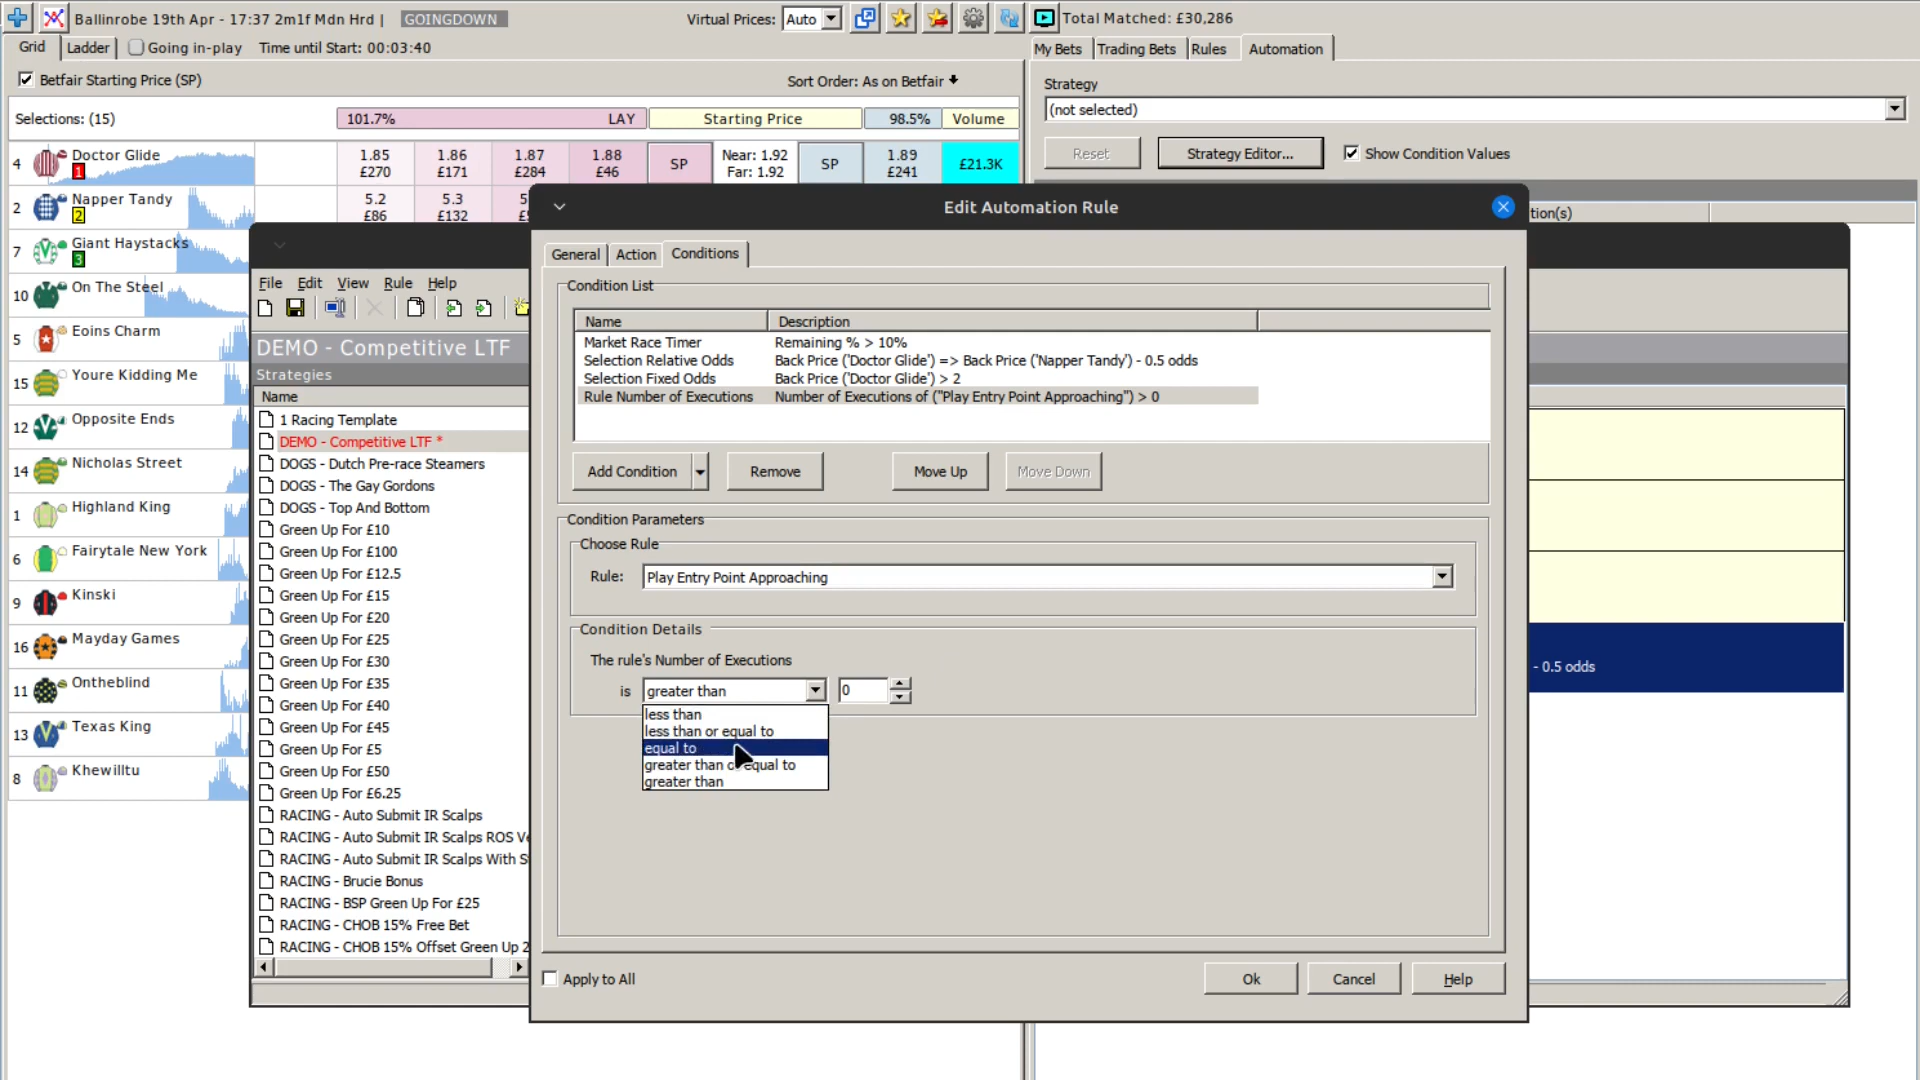 Ballinrobe 19th Apr - 17:37 2m1f Mdn Hrd | GOINGDOWN Virtual Prices: Auto Total Matched: £30,286
Grid Ladder Going in-play Time until Start: 00:03:40 My Bets Trading Bets Rules Automation
Betfair Starting Price (SP) Sort Order: As on Betfair
Strategy
(not selected)
Selections: (15) 101.7% LAY Starting Price 98.5% Volume
Reset Strategy Editor... Show Condition Values
4 Doctor Glide 1 1.85 1.86 1.87 1.88 SP Near: 1.92 SP 1.89 £21.3K
£270 £171 £284 £46 Far: 1.92 £241
2 Napper Tandy 2 5.2 5.3
£86 £132
tion(s)
Edit Automation Rule
7 Giant Haystacks 3
10 On The Steel
5 Eoins Charm
15 Youre Kidding Me
12 Opposite Ends
14 Nicholas Street
1 Highland King
6 Fairytale New York
9 Kinski
16 Mayday Games
11 Ontheblind
13 Texas King
8 Khewilltu
File Edit View Rule Help
DEMO - Competitive LTF
Strategies
Name
1 Racing Template
DEMO - Competitive LTF *
DOGS - Dutch Pre-race Steamers
DOGS - The Gay Gordons
DOGS - Top And Bottom
Green Up For £10
Green Up For £100
Green Up For £12.5
Green Up For £15
Green Up For £20
Green Up For £25
Green Up For £30
Green Up For £35
Green Up For £40
Green Up For £45
Green Up For £5
Green Up For £50
Green Up For £6.25
RACING - Auto Submit IR Scalps
RACING - Auto Submit IR Scalps ROS
RACING - Auto Submit IR Scalps With
RACING - Brucie Bonus
RACING - BSP Green Up For £25
RACING - CHOB 15% Free Bet
RACING - CHOB 15% Offset Green Up 2
General Action Conditions
Condition List
Name Description
Market Race Timer Remaining % > 10%
Selection Relative Odds Back Price ('Doctor Glide') => Back Price ('Napper Tandy') - 0.5 odds
Selection Fixed Odds Back Price ('Doctor Glide') > 2
Rule Number of Executions Number of Executions of ("Play Entry Point Approaching") > 0
Add Condition Remove Move Up Move Down
Condition Parameters
Choose Rule
Rule: Play Entry Point Approaching
Condition Details
The rule's Number of Executions
is greater than 0
less than
less than or equal to
equal to
greater than or equal to
greater than
- 0.5 odds
Apply to All Ok Cancel Help